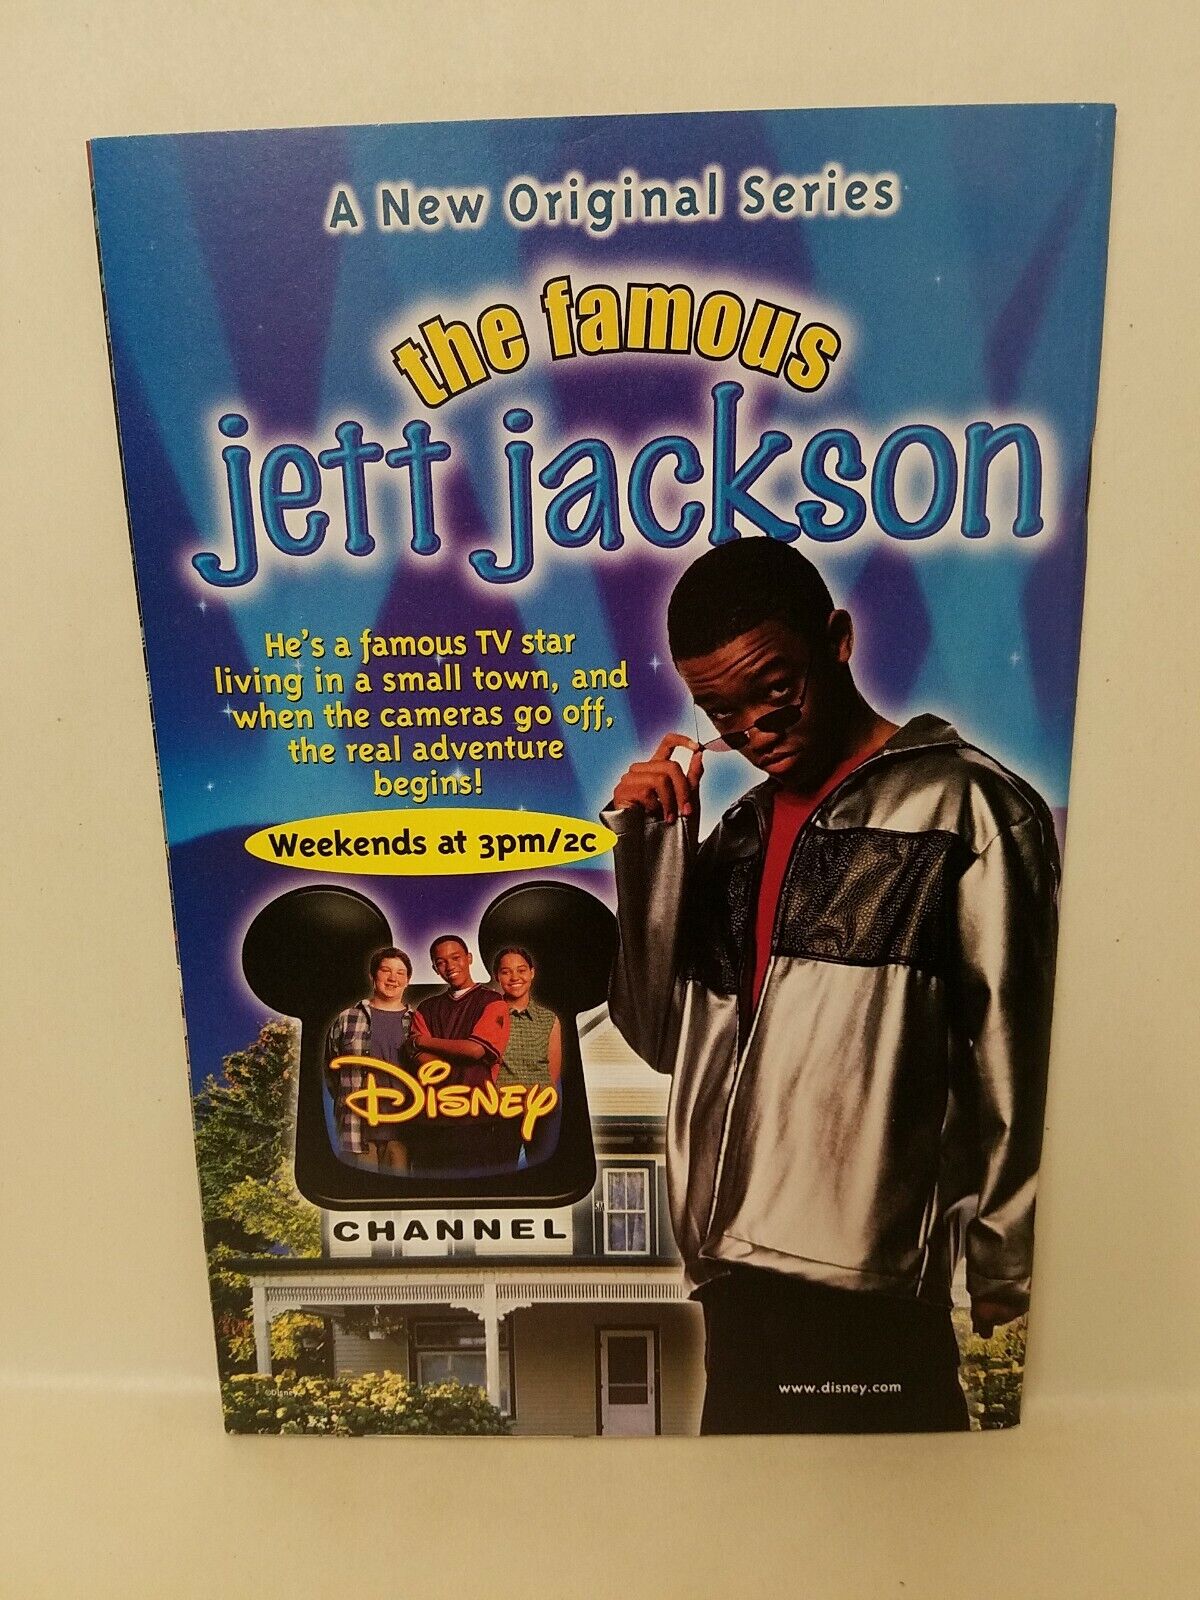 A New Original Series
the famous
jett jackson
He's a famous TV star
living in a small town, and
when the cameras go off,
the real adventure
begins!
Weekends at 3pm/2c
Disney
CHANNEL
©Disney
www.disney.com